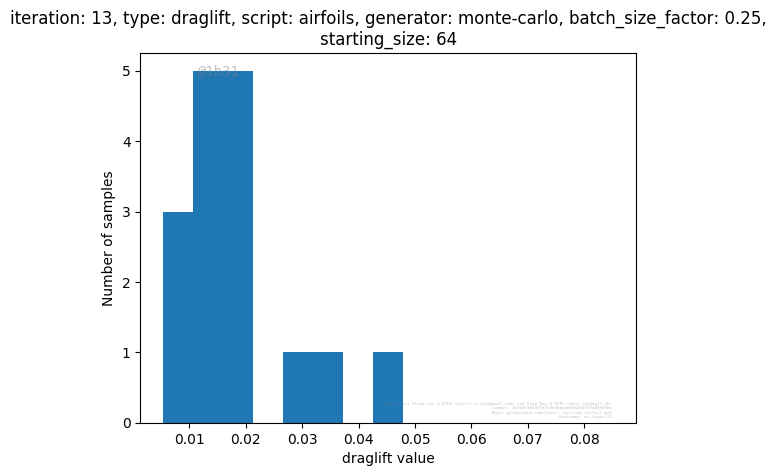 iteration: 13, type: draglift, script: airfoils, generator: monte-carlo, batch_size_factor: 0.25,
starting_size: 64
@1b31
5
4
3
2
1
0
Number of samples
0.01 0.02 0.03 0.04 0.05 0.06 0.07 0.08
draglift value